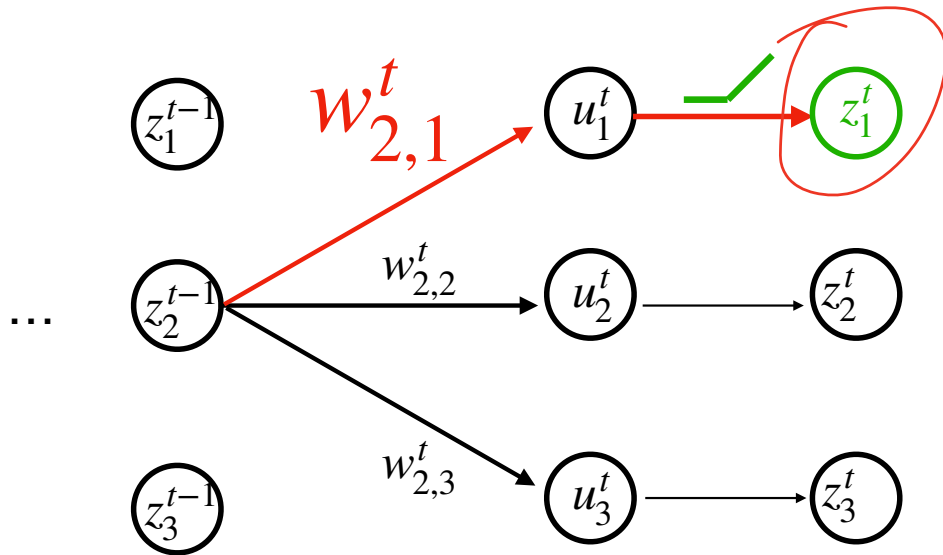 z_1^{t-1} w_{2,1}^t u_1^t z_1^t
... z_2^{t-1} w_{2,2}^t u_2^t z_2^t
z_3^{t-1} w_{2,3}^t u_3^t z_3^t